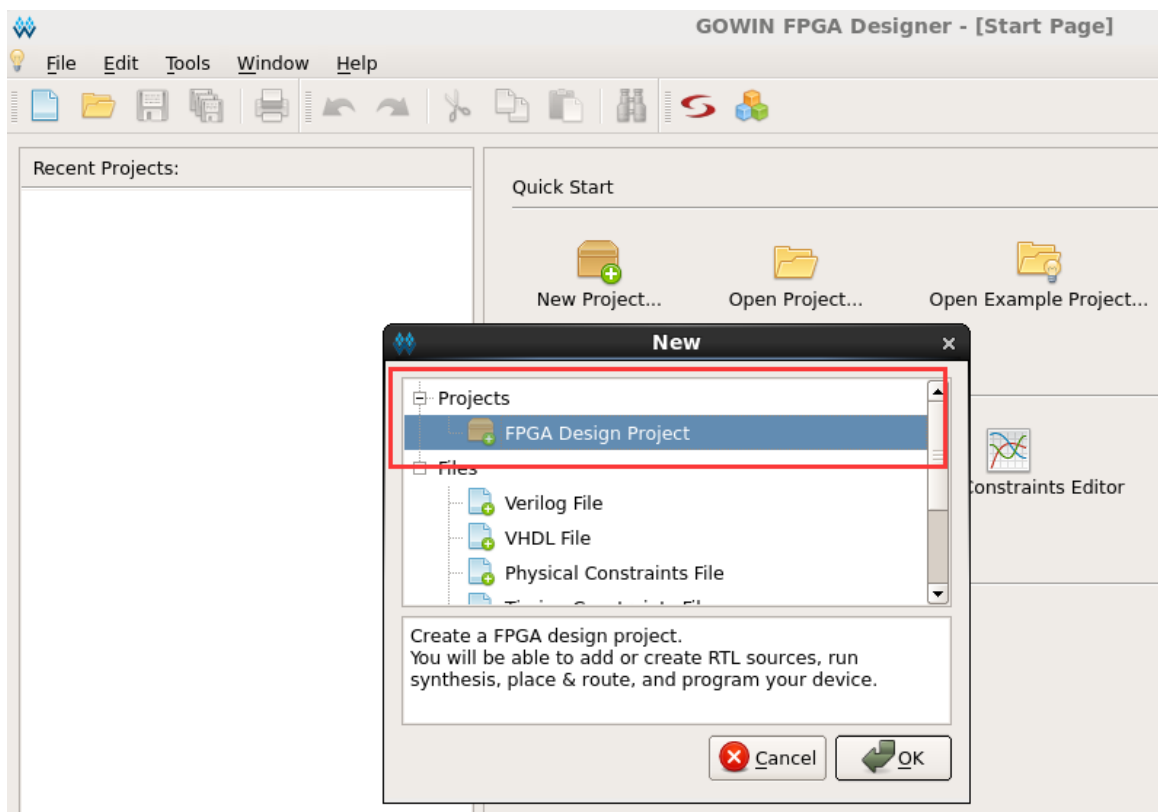 GOWIN FPGA Designer - [Start Page]
File Edit Tools Window Help
Recent Projects:
Quick Start
New Project... Open Project... Open Example Project...
New
Projects
FPGA Design Project
Files
Verilog File
VHDL File
Physical Constraints File
Constraints Editor
Create a FPGA design project.
You will be able to add or create RTL sources, run
synthesis, place & route, and program your device.
Cancel OK